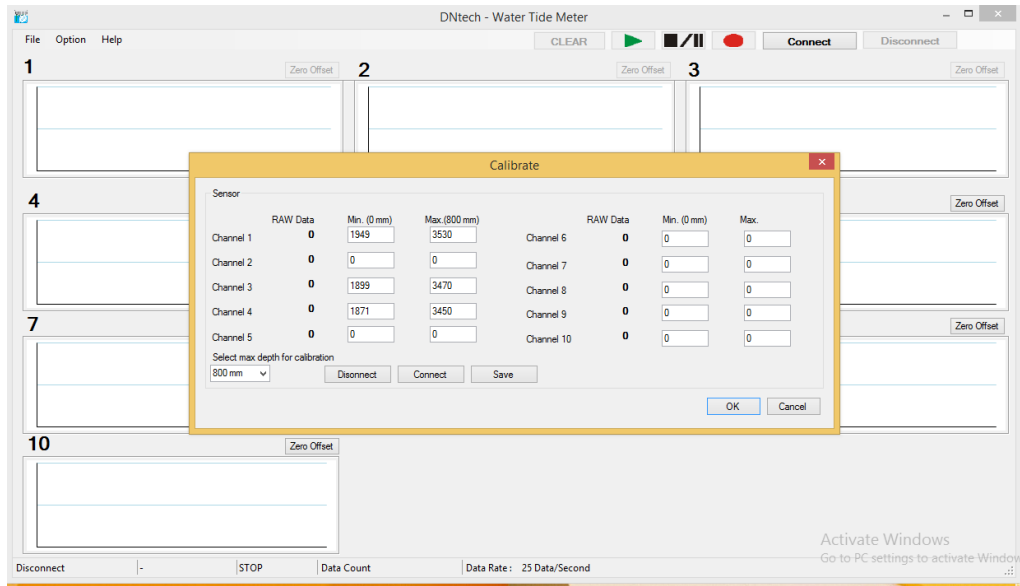 DNtech - Water Tide Meter
File Option Help
CLEAR Connect Disconnect
1 Zero Offset 2 Zero Offset 3 Zero Offset
Calibrate
Sensor
RAW Data Min. (0 mm) Max.(800 mm) RAW Data Min. (0 mm) Max.
Channel 1 0 1949 3530 Channel 6 0 0 0
Channel 2 0 0 0 Channel 7 0 0 0
Channel 3 0 1899 3470 Channel 8 0 0 0
Channel 4 0 1871 3450 Channel 9 0 0 0
Channel 5 0 0 0 Channel 10 0 0 0
Select max depth for calibration
800 mm Disonnect Connect Save
OK Cancel
4 Zero Offset
7 Zero Offset
10 Zero Offset
Activate Windows
Go to PC settings to activate Window
Disconnect - STOP Data Count Data Rate : 25 Data/Second